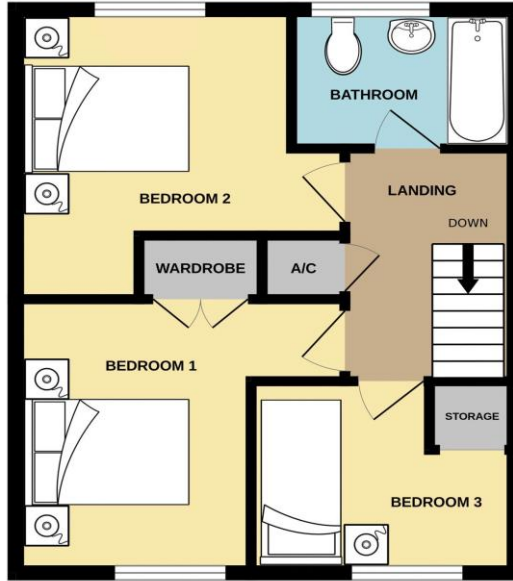 BATHROOM
BEDROOM 2
LANDING
DOWN
WARDROBE
A/C
BEDROOM 1
STORAGE
BEDROOM 3